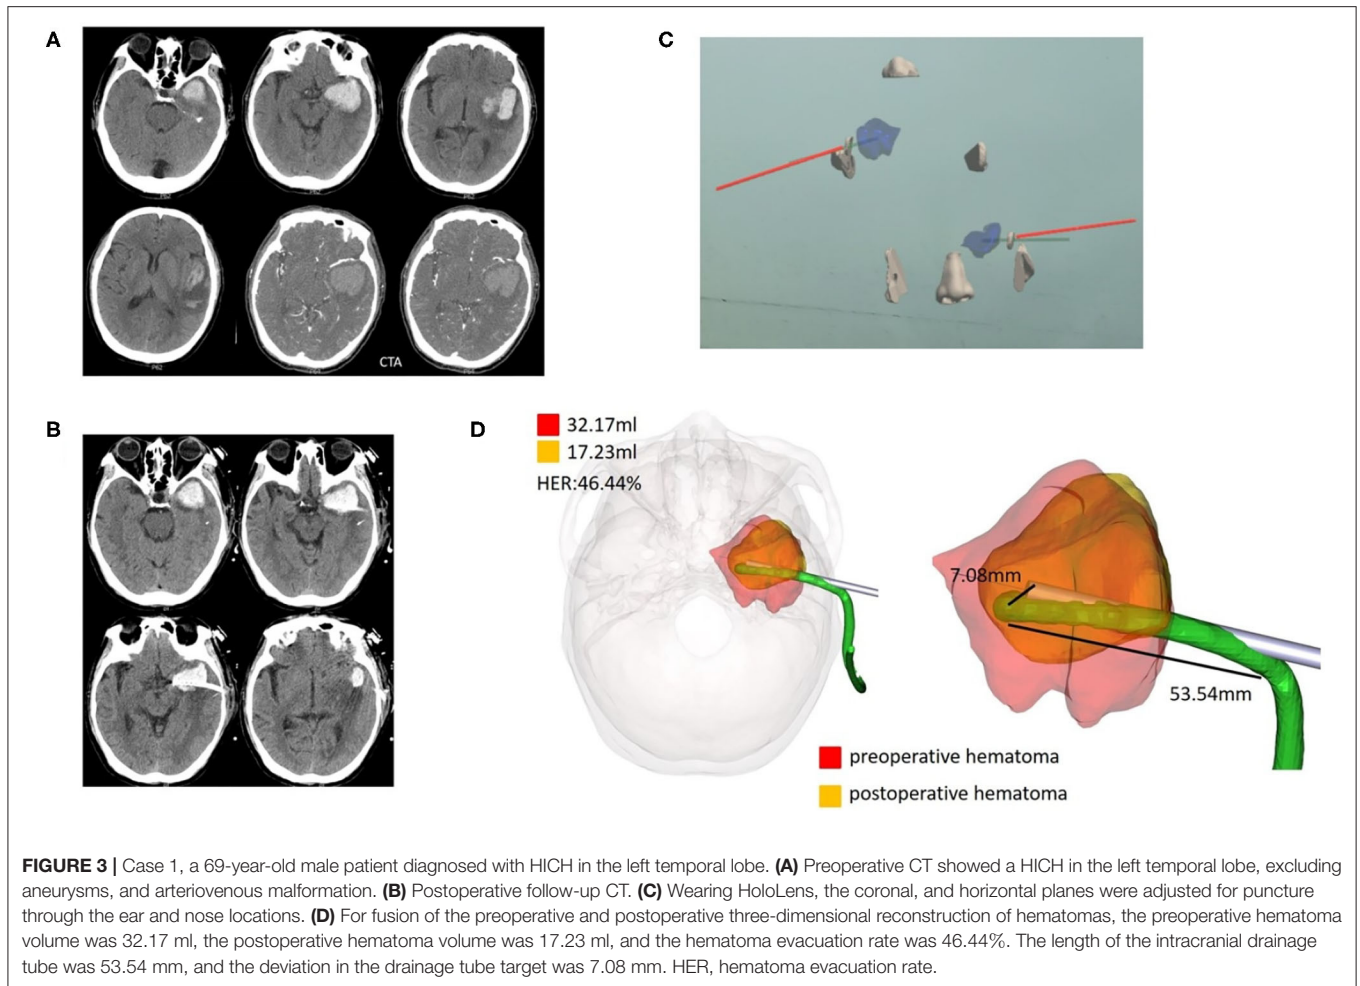 A
CTA
B
C
D
32.17ml
17.23ml
HER:46.44%
7.08mm
53.54mm
preoperative hematoma
postoperative hematoma
FIGURE 3 | Case 1, a 69-year-old male patient diagnosed with HICH in the left temporal lobe. (A) Preoperative CT showed a HICH in the left temporal lobe, excluding
aneurysms, and arteriovenous malformation. (B) Postoperative follow-up CT. (C) Wearing HoloLens, the coronal, and horizontal planes were adjusted for puncture
through the ear and nose locations. (D) For fusion of the preoperative and postoperative three-dimensional reconstruction of hematomas, the preoperative hematoma
volume was 32.17 ml, the postoperative hematoma volume was 17.23 ml, and the hematoma evacuation rate was 46.44%. The length of the intracranial drainage
tube was 53.54 mm, and the deviation in the drainage tube target was 7.08 mm. HER, hematoma evacuation rate.